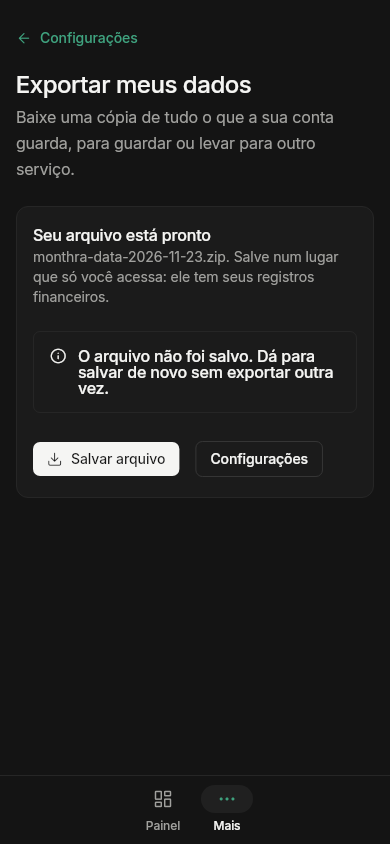 Configurações
Exportar meus dados
Baixe uma cópia de tudo o que a sua conta
guarda, para guardar ou levar para outro
serviço.
Seu arquivo está pronto
monthra-data-2026-11-23.zip. Salve num lugar
que só você acessa: ele tem seus registros
financeiros.
O arquivo não foi salvo. Dá para
salvar de novo sem exportar outra
vez.
Salvar arquivo
Configurações
Painel
Mais